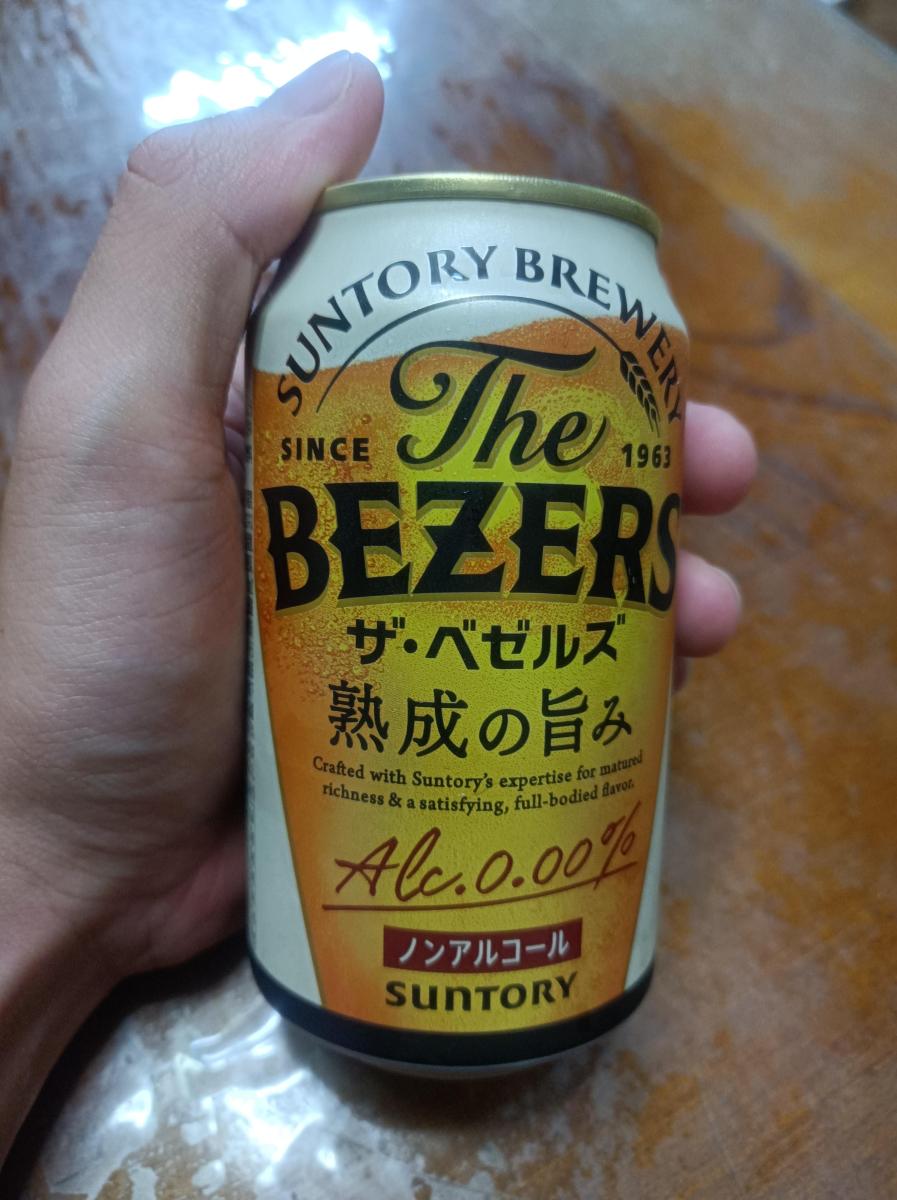 SUNTORY BREWERY
The
SINCE 1963
BEZERS
ザ・ベゼルズ
熟成の旨み
Crafted with Suntory's expertise for matured
richness & a satisfying, full-bodied flavor.
Alc.0.00%
ノンアルコール
SUNTORY